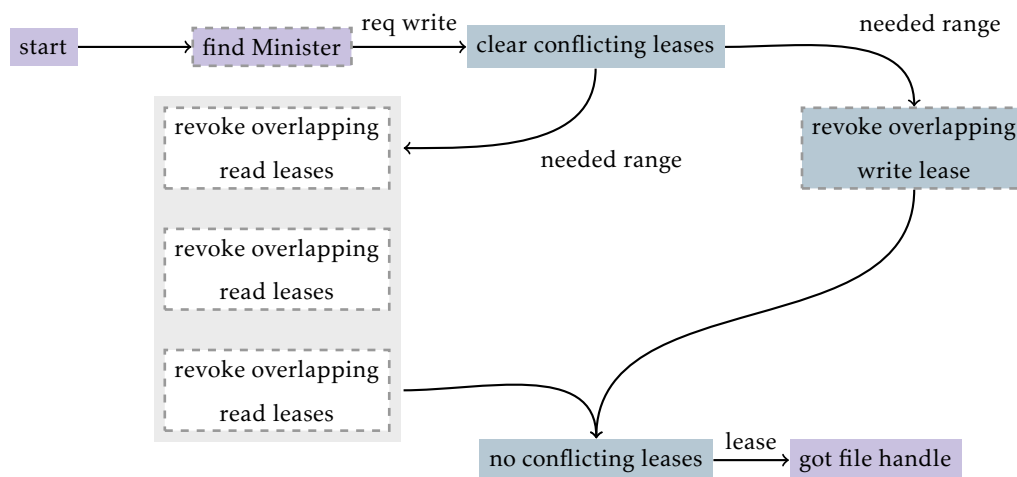 start
find Minister
req write
clear conflicting leases
needed range
revoke overlapping
read leases
needed range
revoke overlapping
write lease
revoke overlapping
read leases
revoke overlapping
read leases
no conflicting leases
lease
got file handle